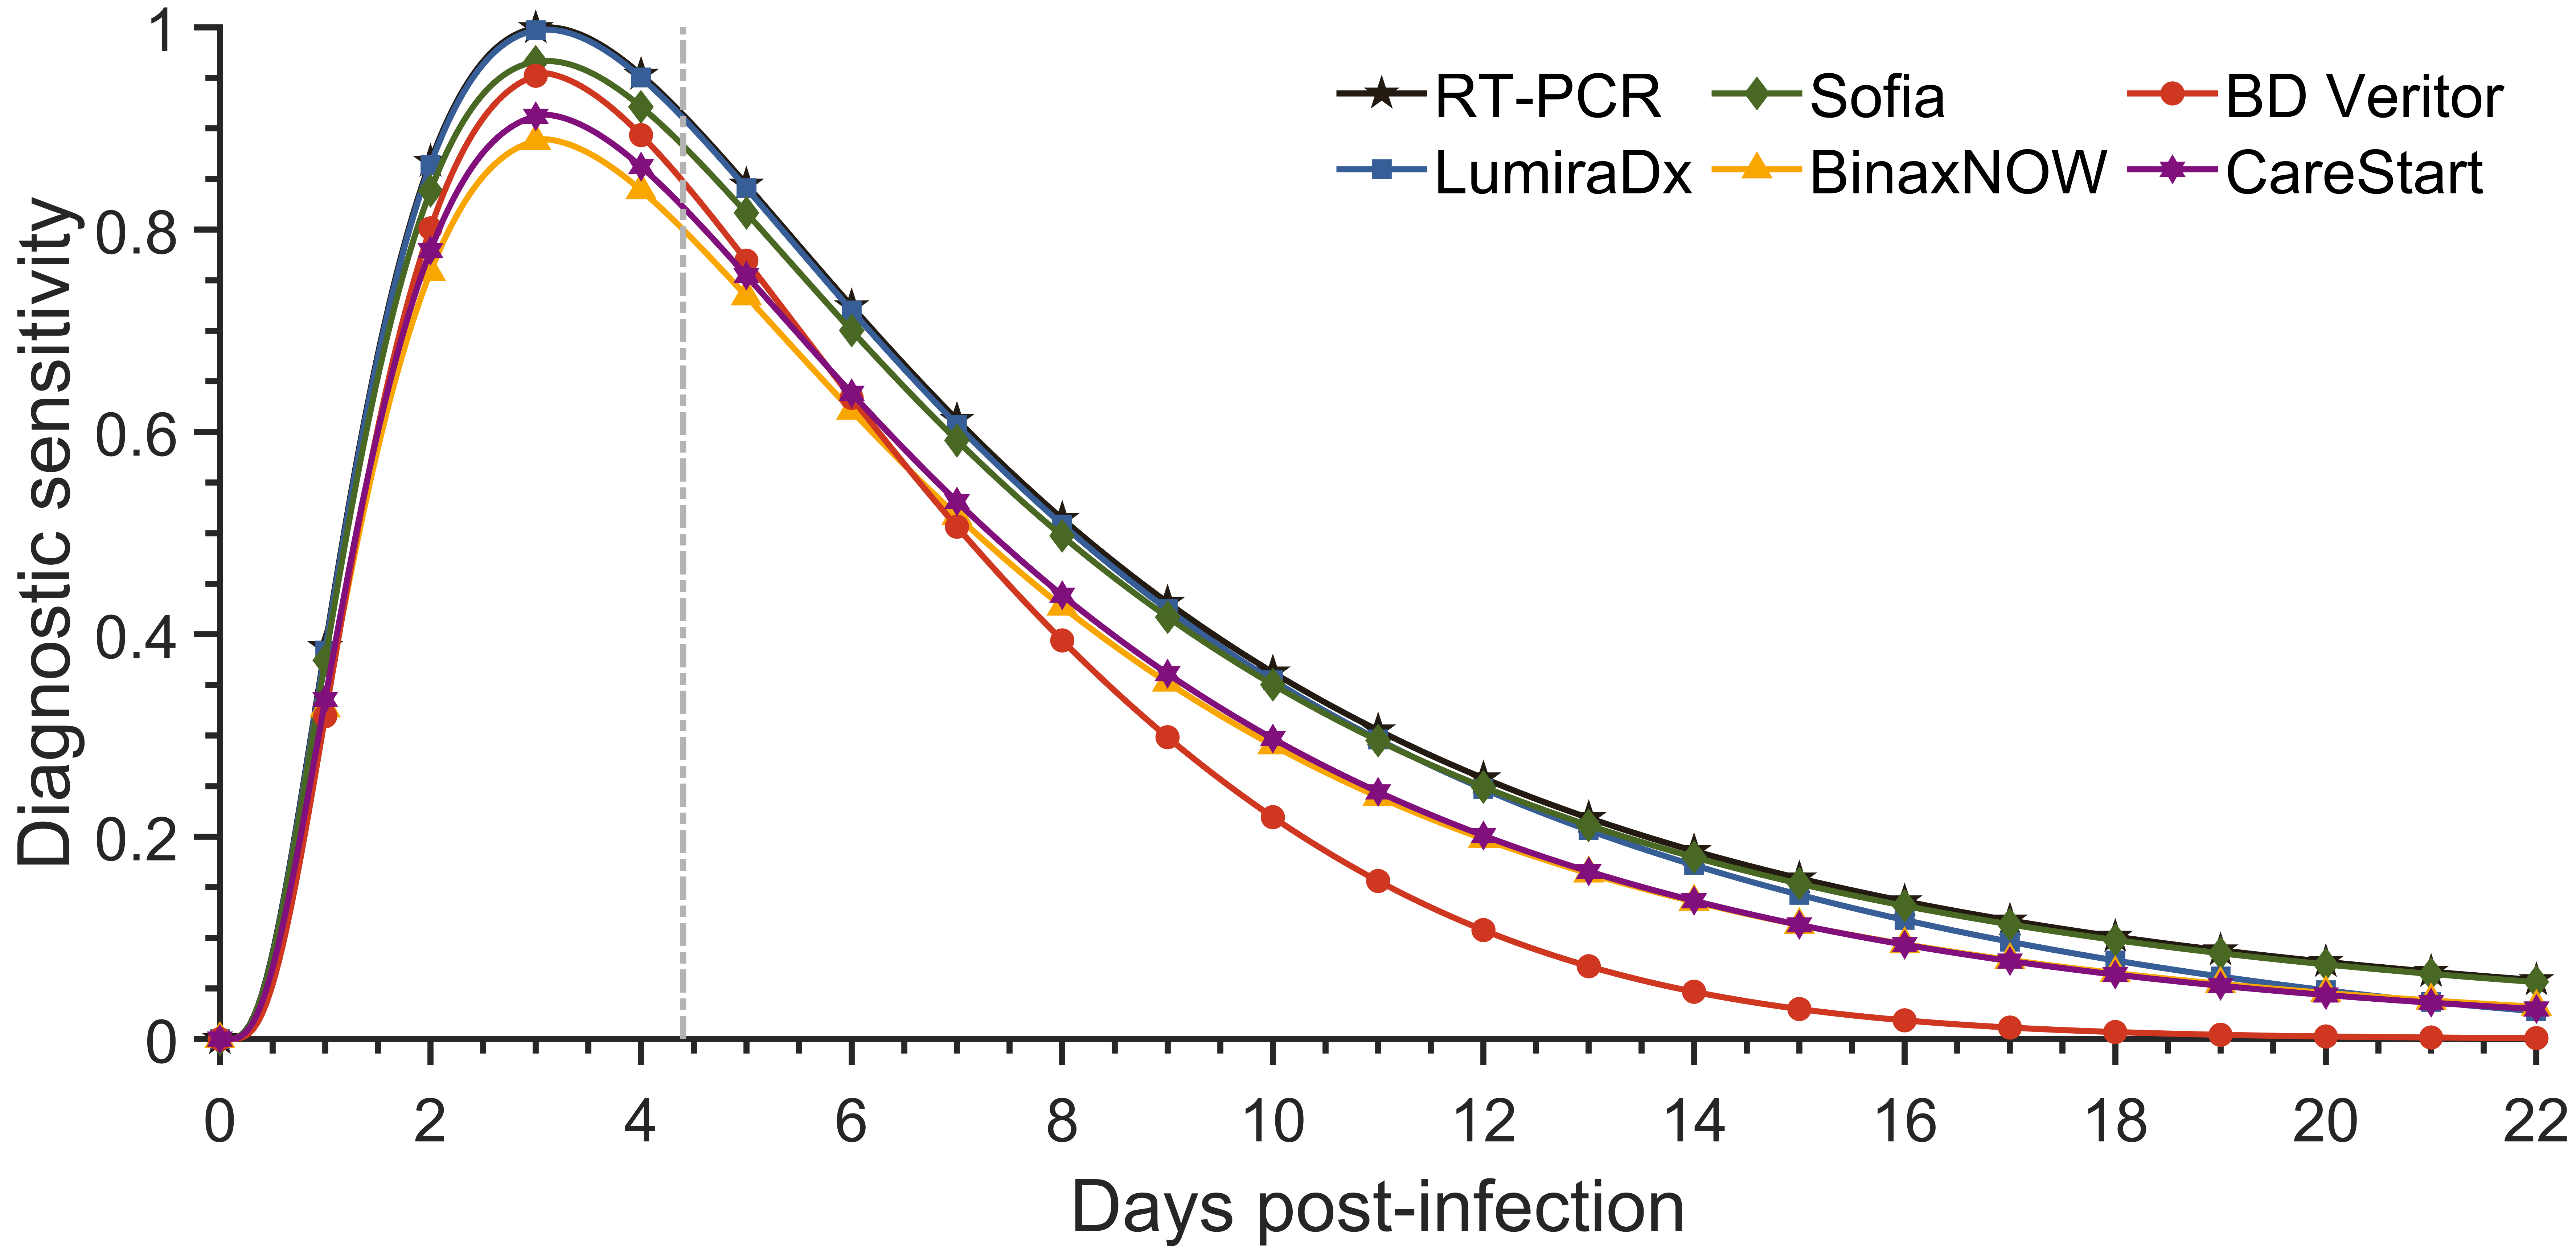 Diagnostic sensitivity
1
0.8
0.6
0.4
0.2
0
RT-PCR Sofia BD Veritor
LumiraDx BinaxNOW CareStart
0 2 4 6 8 10 12 14 16 18 20 22
Days post-infection